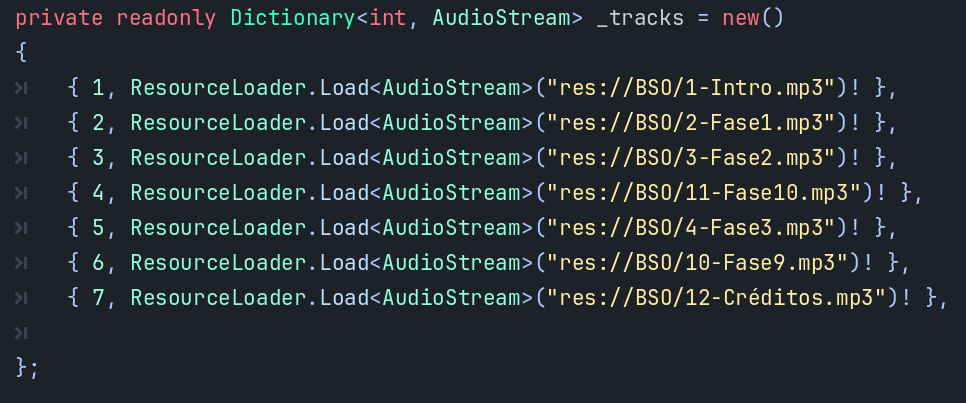 private readonly Dictionary<int, AudioStream> _tracks = new()
{
{ 1, ResourceLoader.Load<AudioStream>("res://BSO/1-Intro.mp3")! },
{ 2, ResourceLoader.Load<AudioStream>("res://BSO/2-Fase1.mp3")! },
{ 3, ResourceLoader.Load<AudioStream>("res://BSO/3-Fase2.mp3")! },
{ 4, ResourceLoader.Load<AudioStream>("res://BSO/11-Fase10.mp3")! },
{ 5, ResourceLoader.Load<AudioStream>("res://BSO/4-Fase3.mp3")! },
{ 6, ResourceLoader.Load<AudioStream>("res://BSO/10-Fase9.mp3")! },
{ 7, ResourceLoader.Load<AudioStream>("res://BSO/12-Créditos.mp3")! },
};